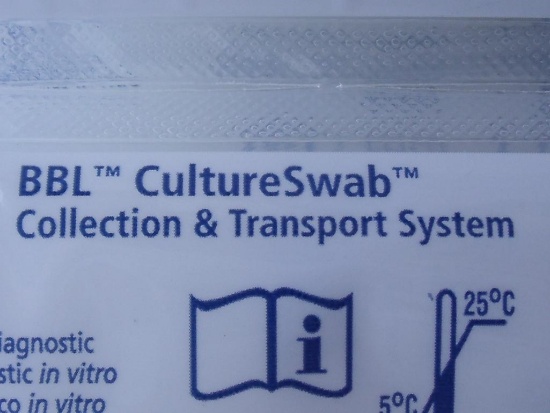 BBL™ CultureSwab™
Collection & Transport System
i
25°C
iagnostic
stic in vitro
co in vitro
5°C